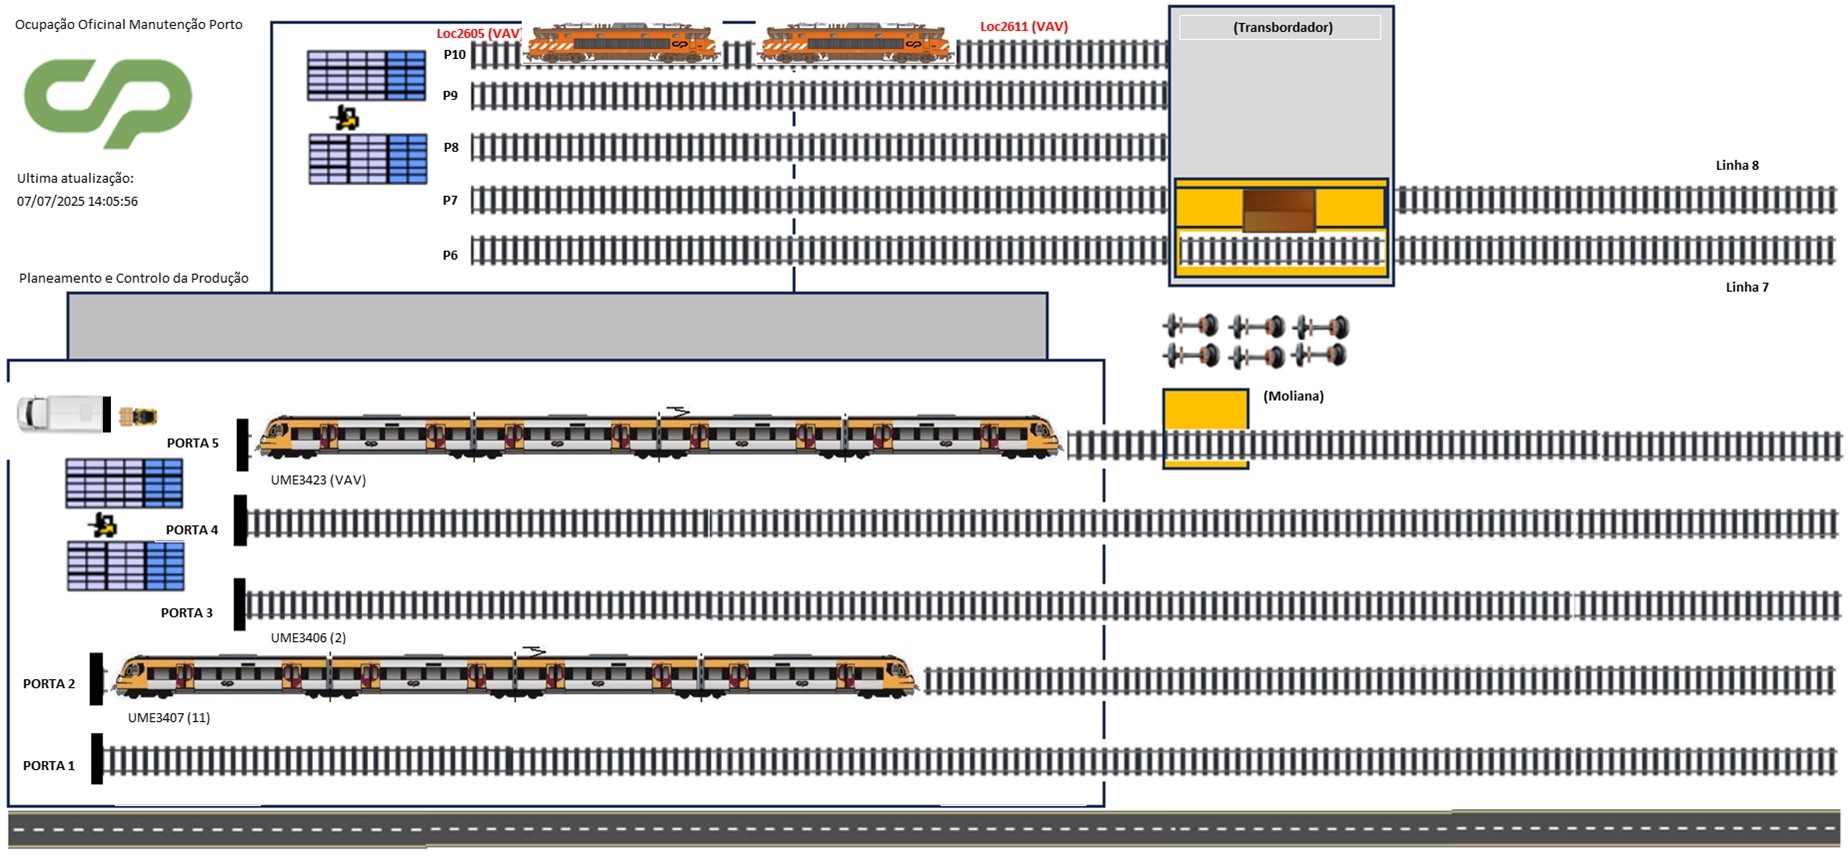 Ocupação Oficinal Manutenção Porto
Loc2605 (VAV)
Loc2611 (VAV)
(Transbordador)
P10
P9
P8
Linha 8
Ultima atualização:
07/07/2025 14:05:56
P7
P6
Planeamento e Controlo da Produção
Linha 7
(Moliana)
PORTA 5
UME3423 (VAV)
PORTA 4
PORTA 3
UME3406 (2)
PORTA 2
UME3407 (11)
PORTA 1